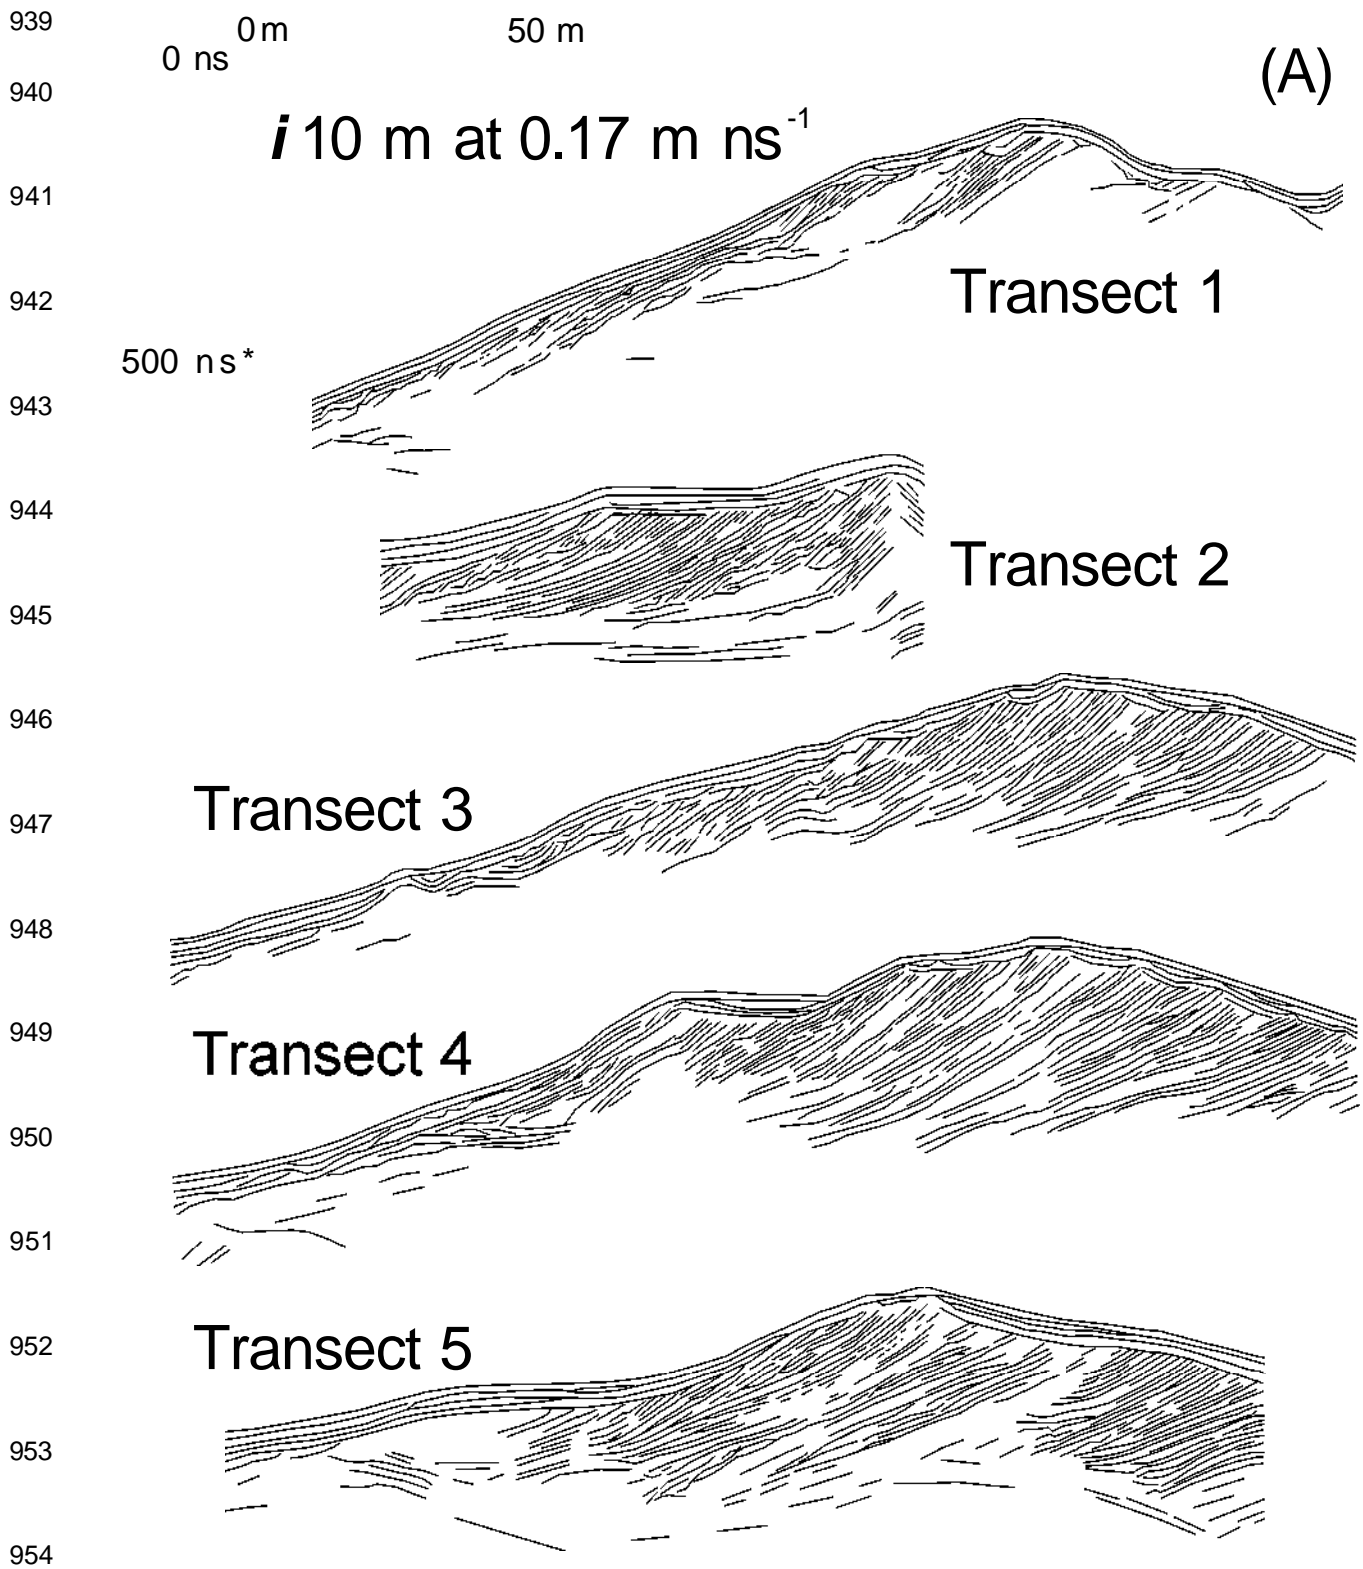 939
0 m 50 m
0 ns
(A)
940
i 10 m at 0.17 m ns-1
941
942
Transect 1
500 ns*
943
944
Transect 2
945
946
947
Transect 3
948
949
Transect 4
950
951
952
Transect 5
953
954